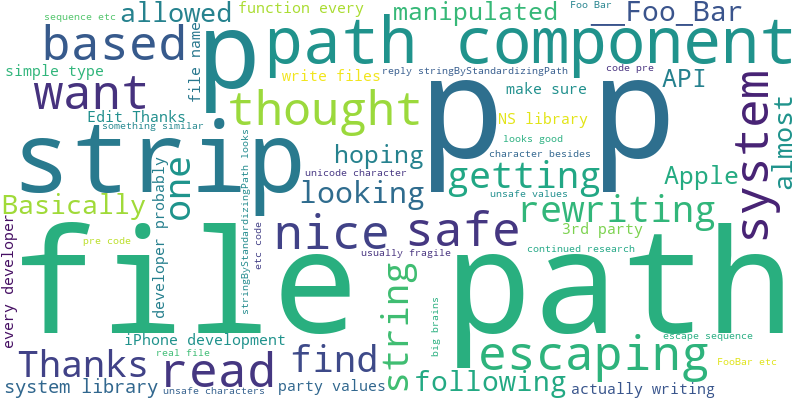 sequence etc
allowed
function every
manipulated
Foo Bar
__Foo_Bar
based
p
path component
file name
simple type
want
write files
reply stringByStandardizingPath
make sure
code pre
API
system
almost
thought
p
p
Edit Thanks
something similar
NS library
strip
looks good
one
hoping
character besides
developer probably
stringByStandardizingPath looks
unicode character
getting
Apple
looking
unsafe values
Basically
rewriting
every developer
pre code
etc code
nice
safe
3rd party
continued research
usually fragile
file path
string
big brains
iPhone development
escape sequence
real file
Thanks
read
find
escaping
FooBar etc
system library
unsafe characters
party values
following
actually writing